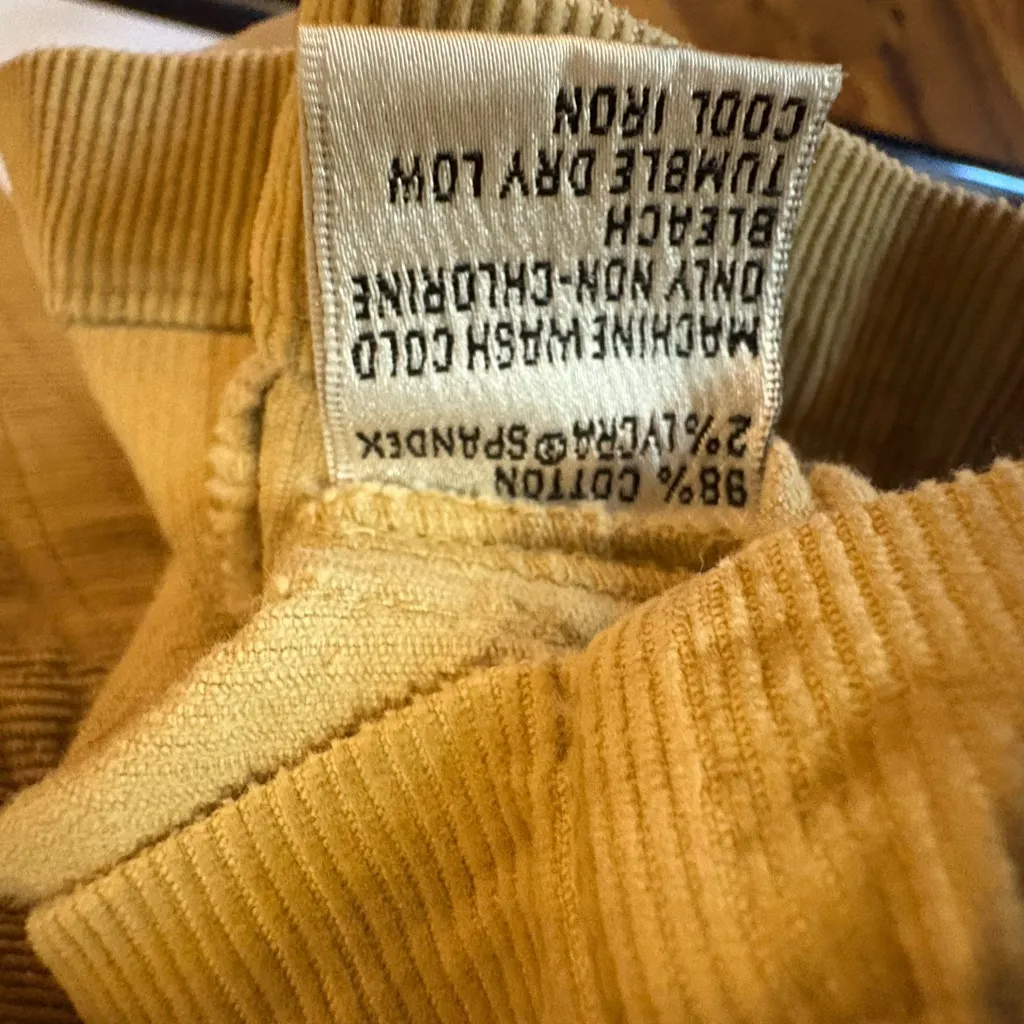 98% COTTON
2% LYCRA® SPANDEX
MACHINE WASH COLD
ONLY NON-CHLORINE
BLEACH
TUMBLE DRY LOW
COOL IRON